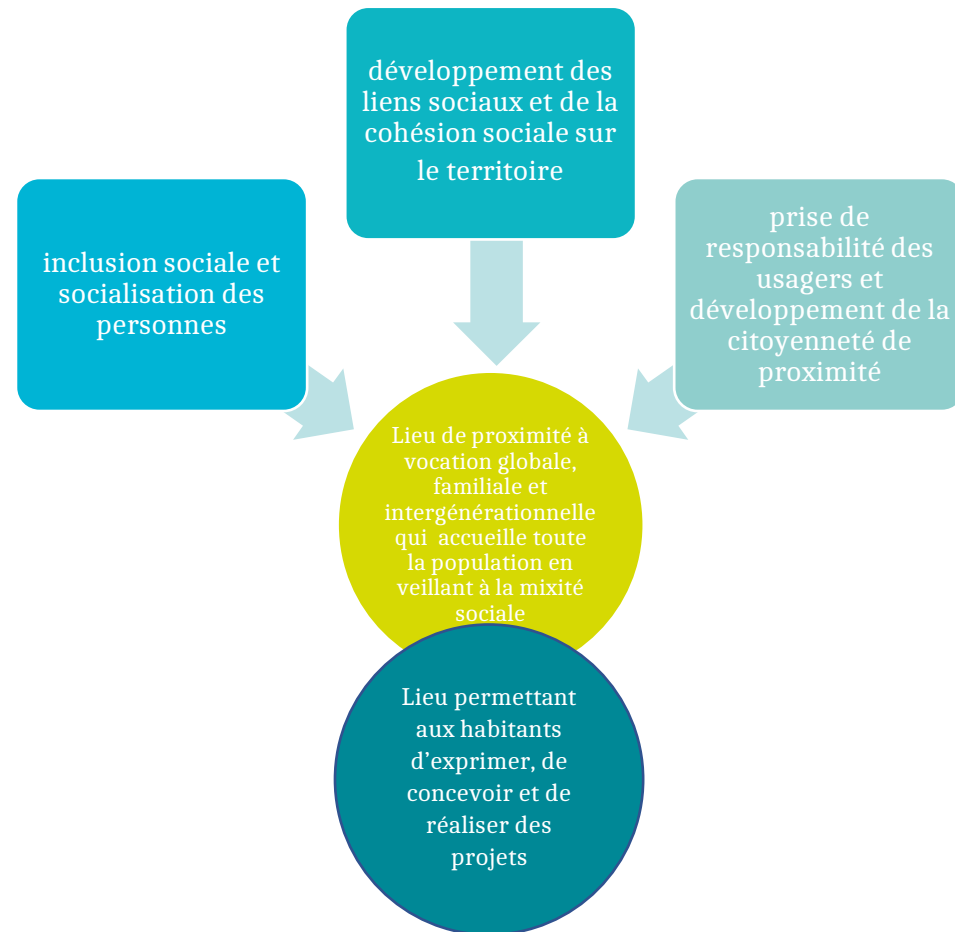 développement des
liens sociaux et de la
cohésion sociale sur
le territoire
inclusion sociale et
socialisation des
personnes
prise de
responsabilité des
usagers et
développement de la
citoyenneté de
proximité
Lieu de proximité à
vocation globale,
familiale et
intergénérationnelle
qui accueille toute
la population en
veillant à la mixité
sociale
Lieu permettant
aux habitants
d’exprimer, de
concevoir et de
réaliser des
projets